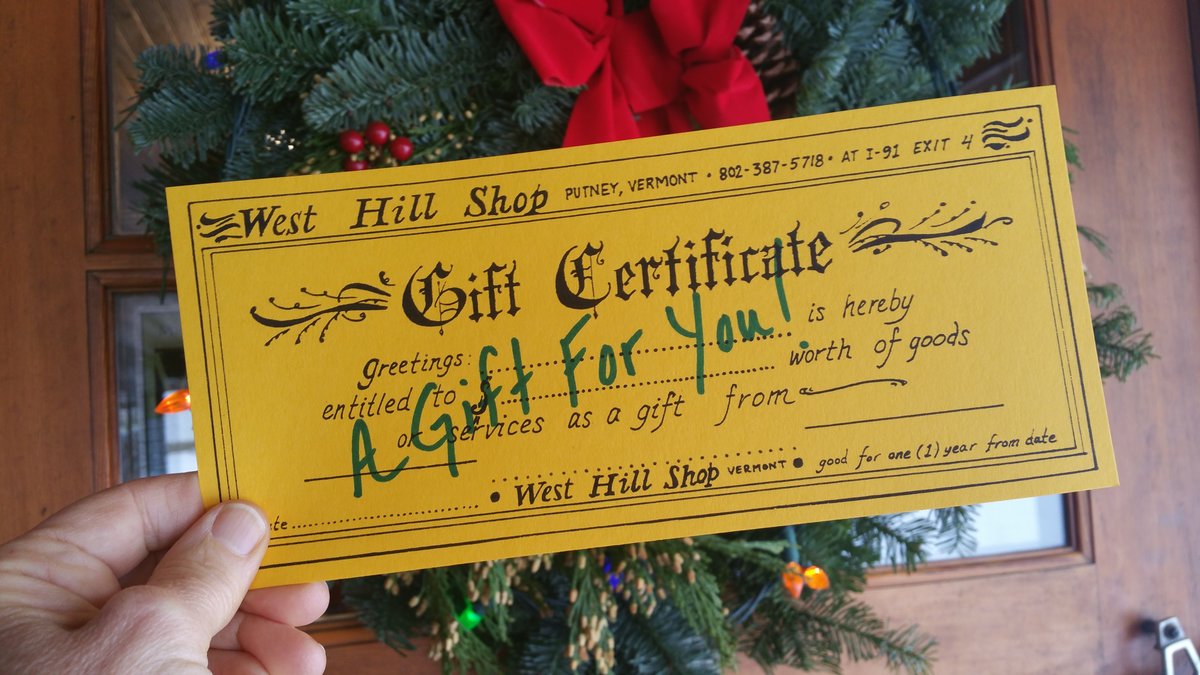 West Hill Shop PUTNEY, VERMONT • 802-387-5718 • AT I-91 EXIT 4
Gift Certificate
greetings: is hereby
A Gift For You!
entitled to $ worth of goods
or services as a gift from
• West Hill Shop VERMONT • good for one (1) year from date